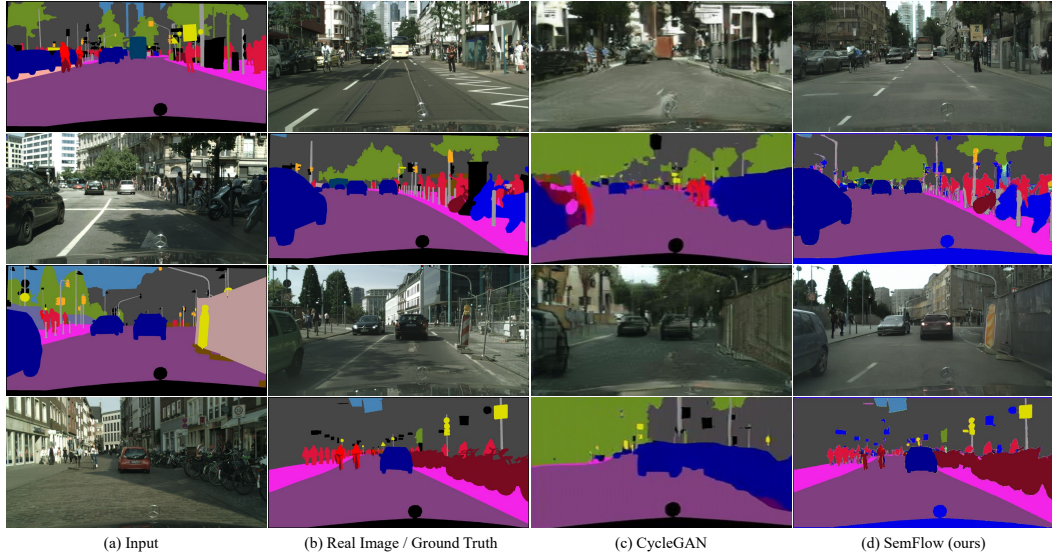 (a) Input
(b) Real Image / Ground Truth
(c) CycleGAN
(d) SemFlow (ours)